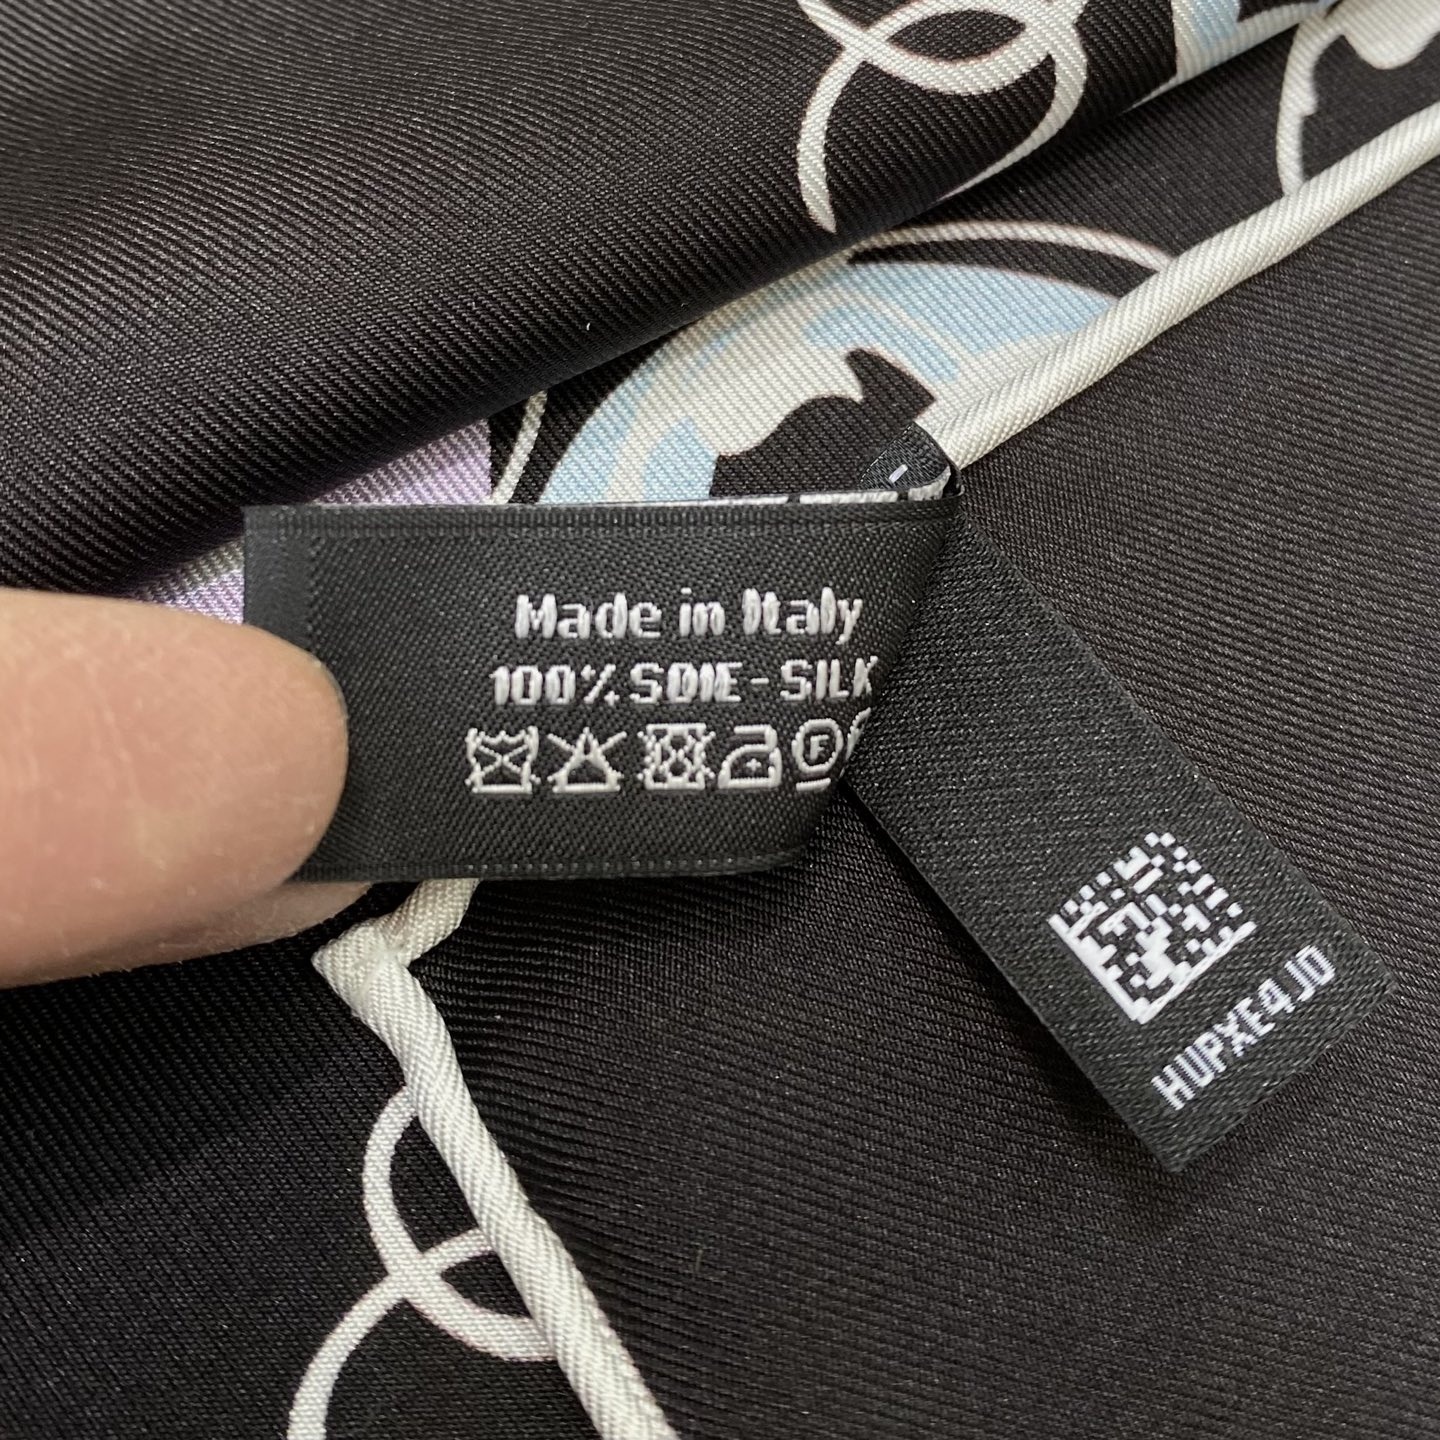 Made in Italy
100% SOIE - SILK
F
HUPXE4JD